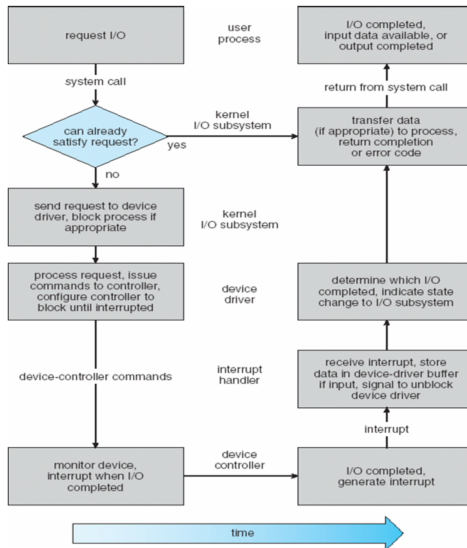 request I/O
user
process
I/O completed,
input data available, or
output completed
system call
return from system call
can already
satisfy request?
yes
no
kernel
I/O subsystem
transfer data
(if appropriate) to process,
return completion
or error code
send request to device
driver, block process if
appropriate
kernel
I/O subsystem
process request, issue
commands to controller,
configure controller to
block until interrupted
device
driver
determine which I/O
completed, indicate state
change to I/O subsystem
device-controller commands
interrupt
handler
receive interrupt, store
data in device-driver buffer
if input, signal to unblock
device driver
interrupt
monitor device,
interrupt when I/O
completed
device
controller
I/O completed,
generate interrupt
time